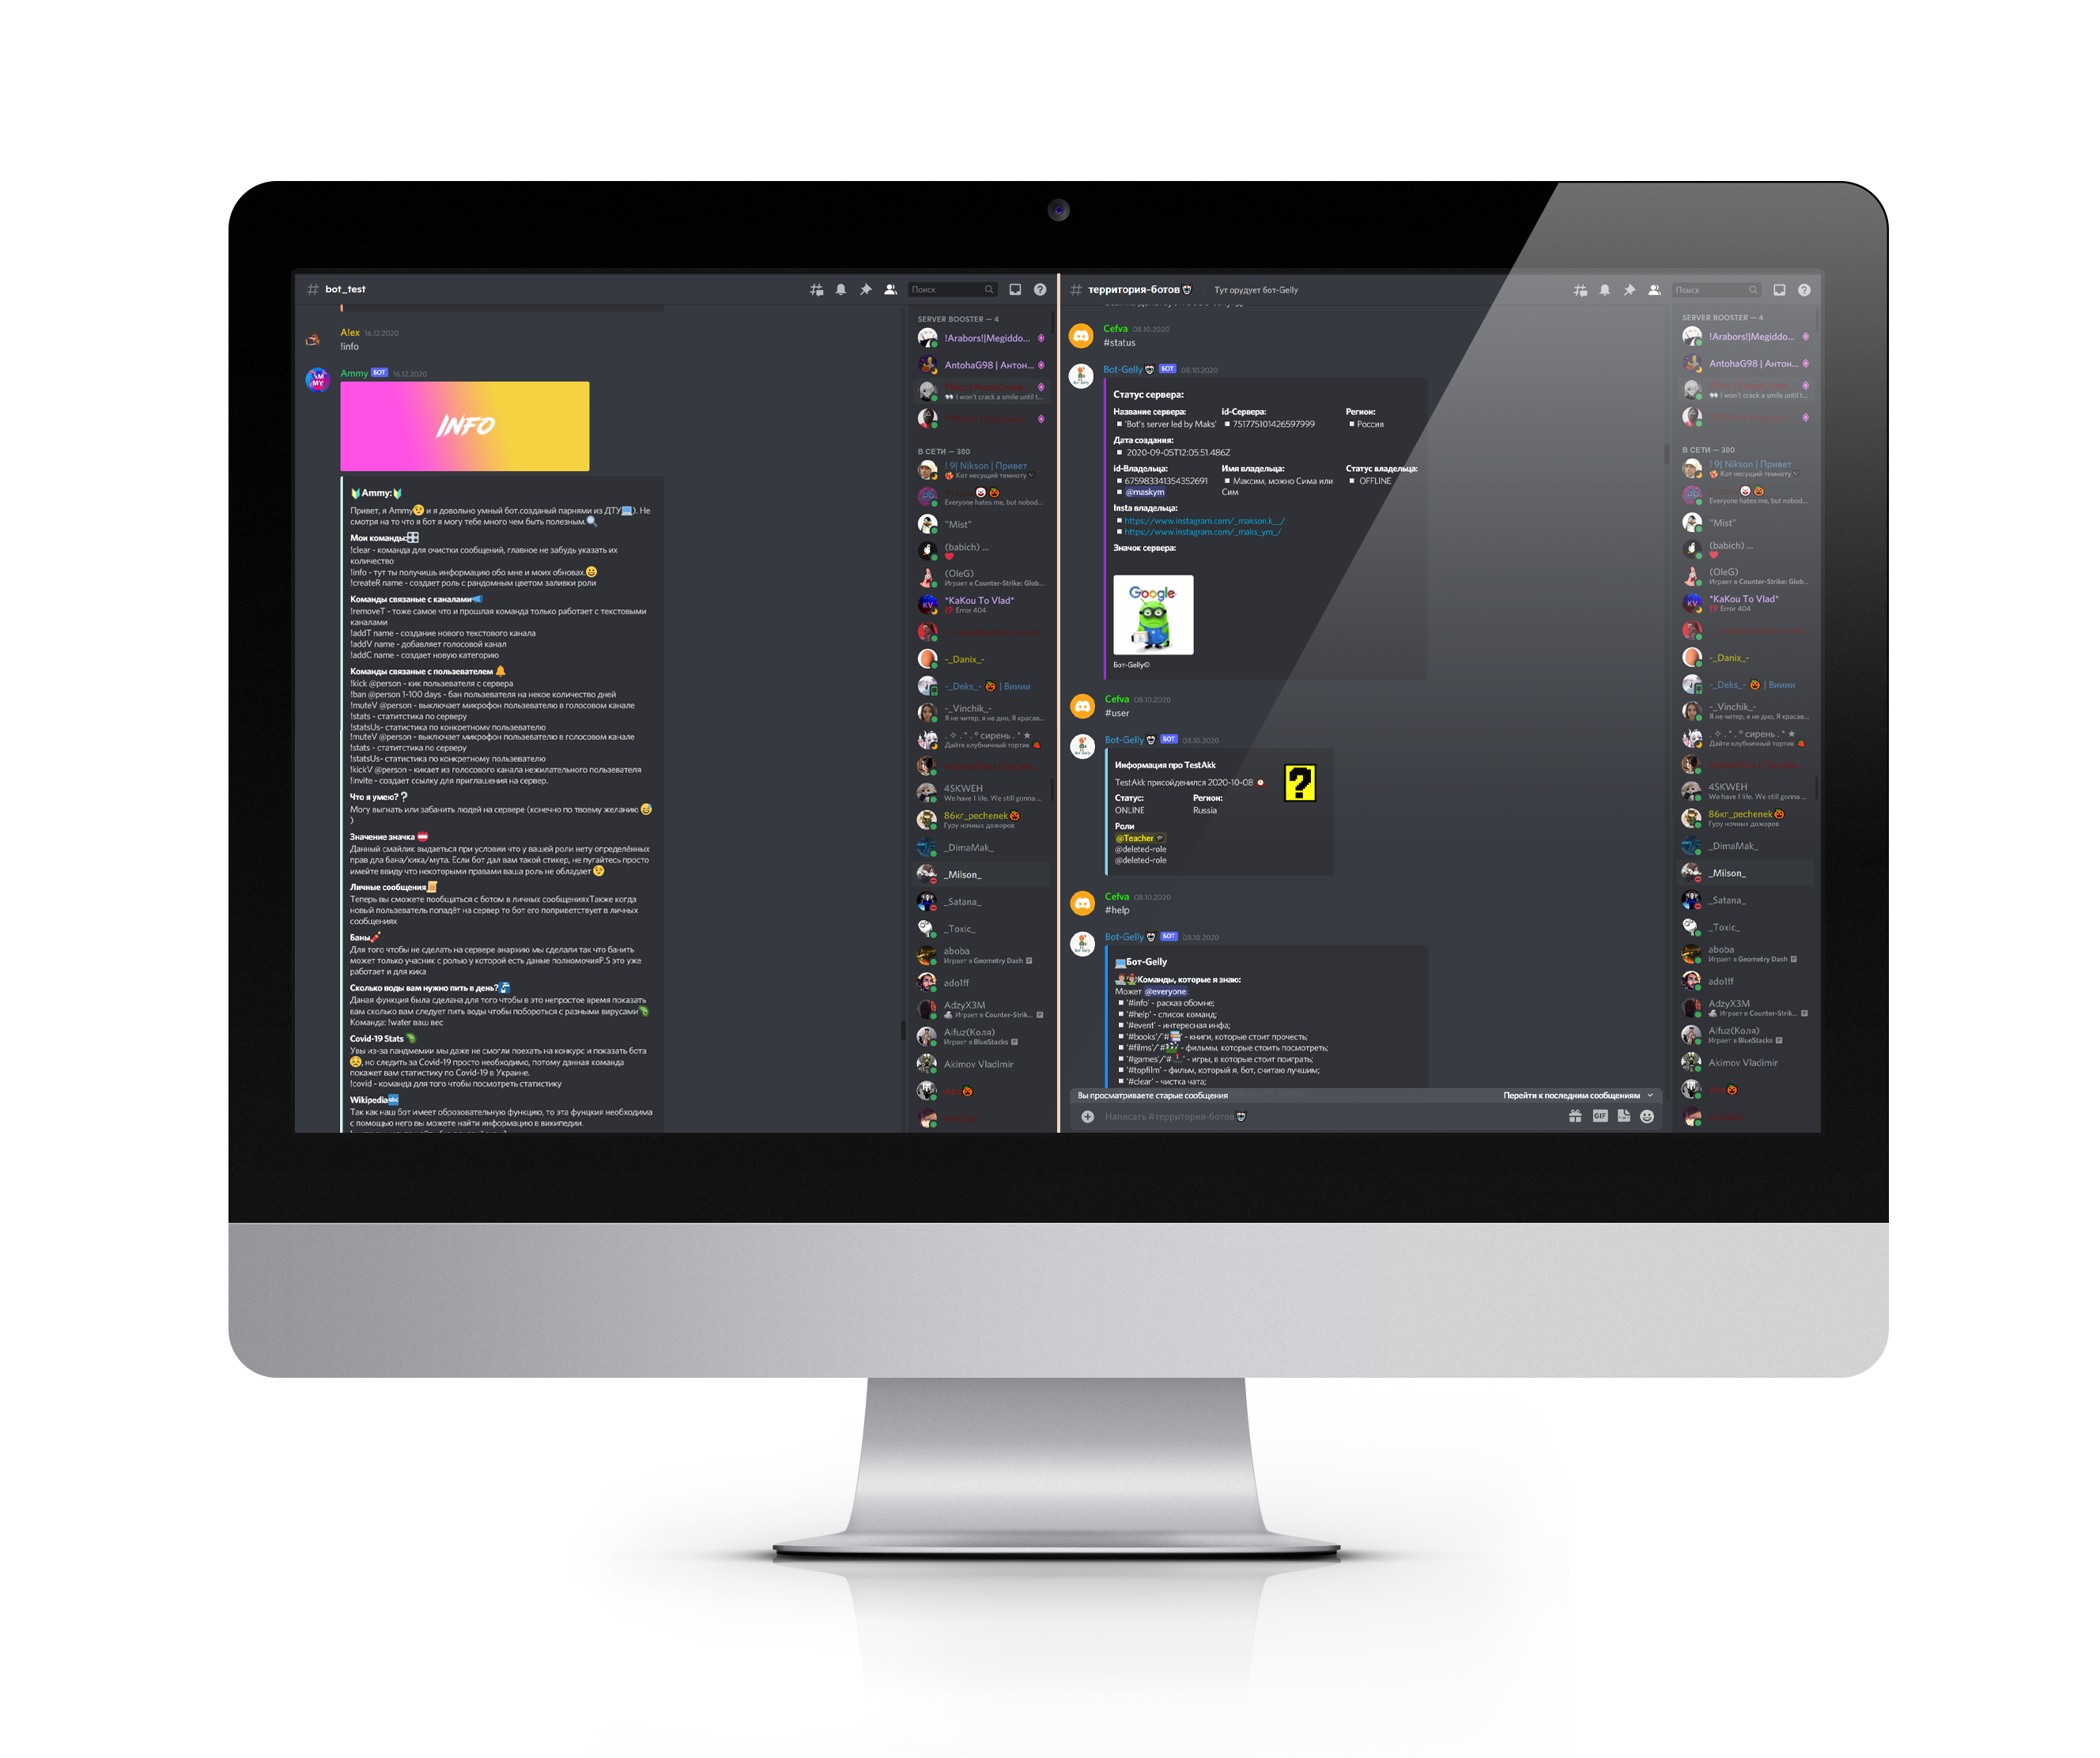 bot_test
Поиск
A!ex 16.12.2020
!info
Ammy БОТ 16.12.2020
INFO
Ammy:
Привет, я Ammy и я довольно умный бот.созданый парнями из ДТУ). Не
смотря на то что я бот я могу тебе много чем быть полезным.
Мои команды:
!clear - команда для очистки сообщений, главное не забудь указать их
количество
!info - тут ты получишь информацию обо мне и моих обновах.
!createR name - создает роль с рандомным цветом заливки роли
Команды связаные с каналами
!removeT - тоже самое что и прошлая команда только работает с текстовыми
каналами
!addT name - создание нового текстового канала
!addV name - добавляет голосовой канал
!addC name - создает новую категорию
Команды связаные с пользователем
!kick @person - кик пользователя с сервера
!ban @person 1-100 days - бан пользователя на некое количество дней
!muteV @person - выключает микрофон пользователю в голосовом канале
!stats - статитстика по серверу
!statsUs- статистика по конкретному пользователю
!muteV @person - выключает микрофон пользователю в голосовом канале
!stats - статитстика по серверу
!statsUs- статистика по конкретному пользователю
!kickV @person - кикает из голосового канала нежилательного пользователя
!invite - создает ссылку для приглашения на сервер.
Что я умею?
Могу выгнать или забанить людей на сервере (конечно по твоему желанию
)
Значение значка
Данный смайлик выдаеться при условии что у вашей роли нету определённых
прав дла бана/кика/мута. Если бот дал вам такой стикер, не пугайтесь просто
имейте ввиду что некоторыми правами ваша роль не обладает
Личные сообщения
Теперь вы сможете пообщаться с ботом в личных сообщенияхТакже когда
новый пользователь попадёт на сервер то бот его поприветствует в личных
сообщениях
Баны
Для того чтобы не сделать на сервере анархию мы сделали так что банить
может только учасник с ролью у которой есть даные полномочияP.S это уже
работает и для кика
Сколько воды вам нужно пить в день?
Даная функция была сделана для того чтобы в это непростое время показать
вам сколько вам следует пить воды чтобы побороться с разными вирусами
Команда: !water ваш вес
Covid-19 Stats
Увы из-за пандмемии мы даже не смогли поехать на конкурс и показать бота
, но следить за Covid-19 просто необходимо, потому данная команда
покажет вам статистику по Covid-19 в Украине.
!covid - команда для того чтобы посмотреть статистику
Wikipedia
Так как наш бот имеет оброзовательную функцию, то эта фунцкия необходима
с помощью него вы можете найти информацию в википедии.
SERVER BOOSTER — 4
!Arabors!|Megiddo...
AntohaG98 | Антон...
I won't crack a smile until t...
В СЕТИ — 380
! 9| Nikson | Привет
Кот несущий темноту
Everyone hates me, but nobod...
"Mist"
(babich) ...
(OleG)
Играет в Counter-Strike: Glob...
*KaKou To Vlad*
Error 404
-_Danix_-
-_Deks_- | Вииии
-_Vinchik_-
Я не читер, я не дно, Я красав...
. ✧ . * . ° сирень . * ★
Дайте клубничный тортик
4SKWEH
We have 1 life. We still gonna ...
86кг_pechenek
Гуру ночных дожоров
_DimaMak_
_Milson_
_Satana_
_Toxic_
aboba
Играет в Geometry Dash
ado1ff
AdzyX3M
Играет в Counter-Strik...
Aifuz(Коля)
Играет в BlueStacks
Akimov Vladimir
территория-ботов Тут орудует бот-Gelly
Поиск
Cefva 08.10.2020
#status
Bot-Gelly БОТ 08.10.2020
Статус сервера:
Название сервера: id-Сервера: Регион:
'Bot's server led by Maks' 751775101426597999 Россия
Дата создания:
2020-09-05T12:05:51.486Z
id-Владельца: Имя владельца: Статус владельца:
675983341354352691 Максим, можно Сима или OFFLINE
@maskym Сим
Insta владельца:
https://www.instagram.com/_makson.k__/
https://www.instagram.com/_maks_ym_/
Значок сервера:
Google
Бот-Gelly©
Cefva 08.10.2020
#user
Bot-Gelly БОТ 08.10.2020
Информация про TestAkk
TestAkk присойденился 2020-10-08
Статус: Регион:
ONLINE Russia
Роли
@Teacher
@deleted-role
@deleted-role
Cefva 08.10.2020
#help
Bot-Gelly БОТ 08.10.2020
Бот-Gelly
Команды, которые я знаю:
Может @everyone:
'#info' - расказ обомне;
'#help' - список команд;
'#event' - интересная инфа;
'#books'/'#' - книги, которые стоит прочесть;
'#films'/'#' - фильмы, которые стоить посмотреть;
'#games'/'#' - игры, в которые стоит поиграть;
'#topfilm' - фильм, который я, бот, считаю лучшим;
'#clear' - чистка чата;
Вы просматриваете старые сообщения Перейти к последним сообщениям
Написать #территория-ботов
GIF
SERVER BOOSTER — 4
!Arabors!|Megiddo...
AntohaG98 | Антон...
I won't crack a smile until t...
В СЕТИ — 380
! 9| Nikson | Привет
Кот несущий темноту
Everyone hates me, but nobod...
"Mist"
(babich) ...
(OleG)
Играет в Counter-Strike: Glob...
*KaKou To Vlad*
Error 404
-_Danix_-
-_Deks_- | Вииии
-_Vinchik_-
Я не читер, я не дно, Я красав...
. ✧ . * . ° сирень . * ★
Дайте клубничный тортик
4SKWEH
We have 1 life. We still gonna ...
86кг_pechenek
Гуру ночных дожоров
_DimaMak_
_Milson_
_Satana_
_Toxic_
aboba
Играет в Geometry Dash
ado1ff
AdzyX3M
Играет в Counter-Strik...
Aifuz(Коля)
Играет в BlueStacks
Akimov Vladimir